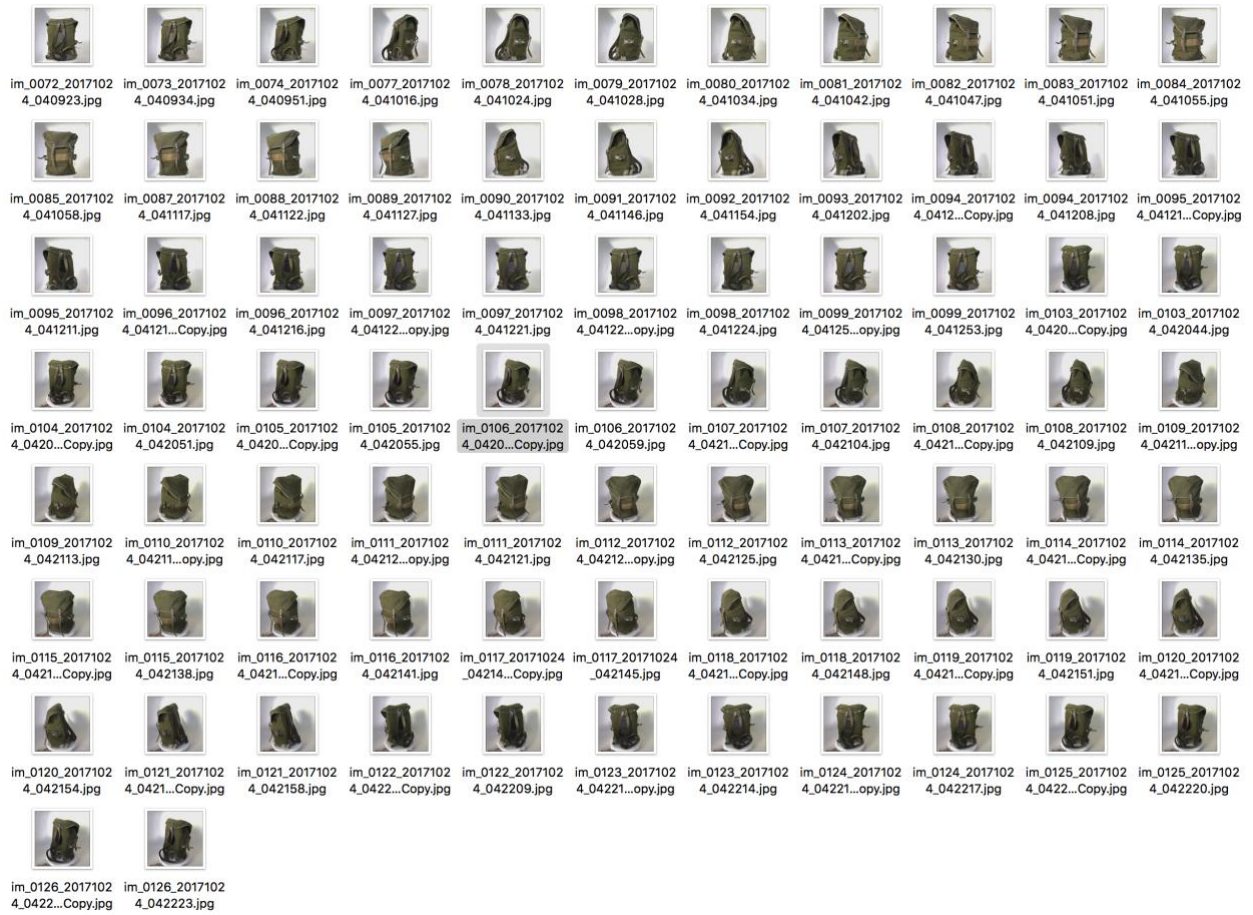 im_0072_2017102 im_0073_2017102 im_0074_2017102 im_0077_2017102 im_0078_2017102 im_0079_2017102 im_0080_2017102 im_0081_2017102 im_0082_2017102 im_0083_2017102 im_0084_2017102
4_040923.jpg 4_040934.jpg 4_040951.jpg 4_041016.jpg 4_041024.jpg 4_041028.jpg 4_041034.jpg 4_041042.jpg 4_041047.jpg 4_041051.jpg 4_041055.jpg
im_0085_2017102 im_0087_2017102 im_0088_2017102 im_0089_2017102 im_0090_2017102 im_0091_2017102 im_0092_2017102 im_0093_2017102 im_0094_2017102 im_0094_2017102 im_0095_2017102
4_041058.jpg 4_041117.jpg 4_041122.jpg 4_041127.jpg 4_041133.jpg 4_041146.jpg 4_041154.jpg 4_041202.jpg 4_0412...Copy.jpg 4_041208.jpg 4_04121...Copy.jpg
im_0095_2017102 im_0096_2017102 im_0096_2017102 im_0097_2017102 im_0097_2017102 im_0098_2017102 im_0098_2017102 im_0099_2017102 im_0099_2017102 im_0103_2017102 im_0103_2017102
4_041211.jpg 4_04121...Copy.jpg 4_041216.jpg 4_04122...opy.jpg 4_041221.jpg 4_04122...opy.jpg 4_041224.jpg 4_04125...opy.jpg 4_041253.jpg 4_0420...Copy.jpg 4_042044.jpg
im_0104_2017102 im_0104_2017102 im_0105_2017102 im_0105_2017102 im_0106_2017102 im_0106_2017102 im_0107_2017102 im_0107_2017102 im_0108_2017102 im_0108_2017102 im_0109_2017102
4_0420...Copy.jpg 4_042051.jpg 4_0420...Copy.jpg 4_042055.jpg 4_0420...Copy.jpg 4_042059.jpg 4_0421...Copy.jpg 4_042104.jpg 4_0421...Copy.jpg 4_042109.jpg 4_04211...opy.jpg
im_0109_2017102 im_0110_2017102 im_0110_2017102 im_0111_2017102 im_0111_2017102 im_0112_2017102 im_0112_2017102 im_0113_2017102 im_0113_2017102 im_0114_2017102 im_0114_2017102
4_042113.jpg 4_04211...opy.jpg 4_042117.jpg 4_04212...opy.jpg 4_042121.jpg 4_04212...opy.jpg 4_042125.jpg 4_0421...Copy.jpg 4_042130.jpg 4_0421...Copy.jpg 4_042135.jpg
im_0115_2017102 im_0115_2017102 im_0116_2017102 im_0116_2017102 im_0117_20171024 im_0117_20171024 im_0118_2017102 im_0118_2017102 im_0119_2017102 im_0119_2017102 im_0120_2017102
4_0421...Copy.jpg 4_042138.jpg 4_0421...Copy.jpg 4_042141.jpg _04214...Copy.jpg _042145.jpg 4_0421...Copy.jpg 4_042148.jpg 4_0421...Copy.jpg 4_042151.jpg 4_0421...Copy.jpg
im_0120_2017102 im_0121_2017102 im_0121_2017102 im_0122_2017102 im_0122_2017102 im_0123_2017102 im_0123_2017102 im_0124_2017102 im_0124_2017102 im_0125_2017102 im_0125_2017102
4_042154.jpg 4_0421...Copy.jpg 4_042158.jpg 4_0422...Copy.jpg 4_042209.jpg 4_04221...opy.jpg 4_042214.jpg 4_04221...opy.jpg 4_042217.jpg 4_0422...Copy.jpg 4_042220.jpg
im_0126_2017102 im_0126_2017102
4_0422...Copy.jpg 4_042223.jpg